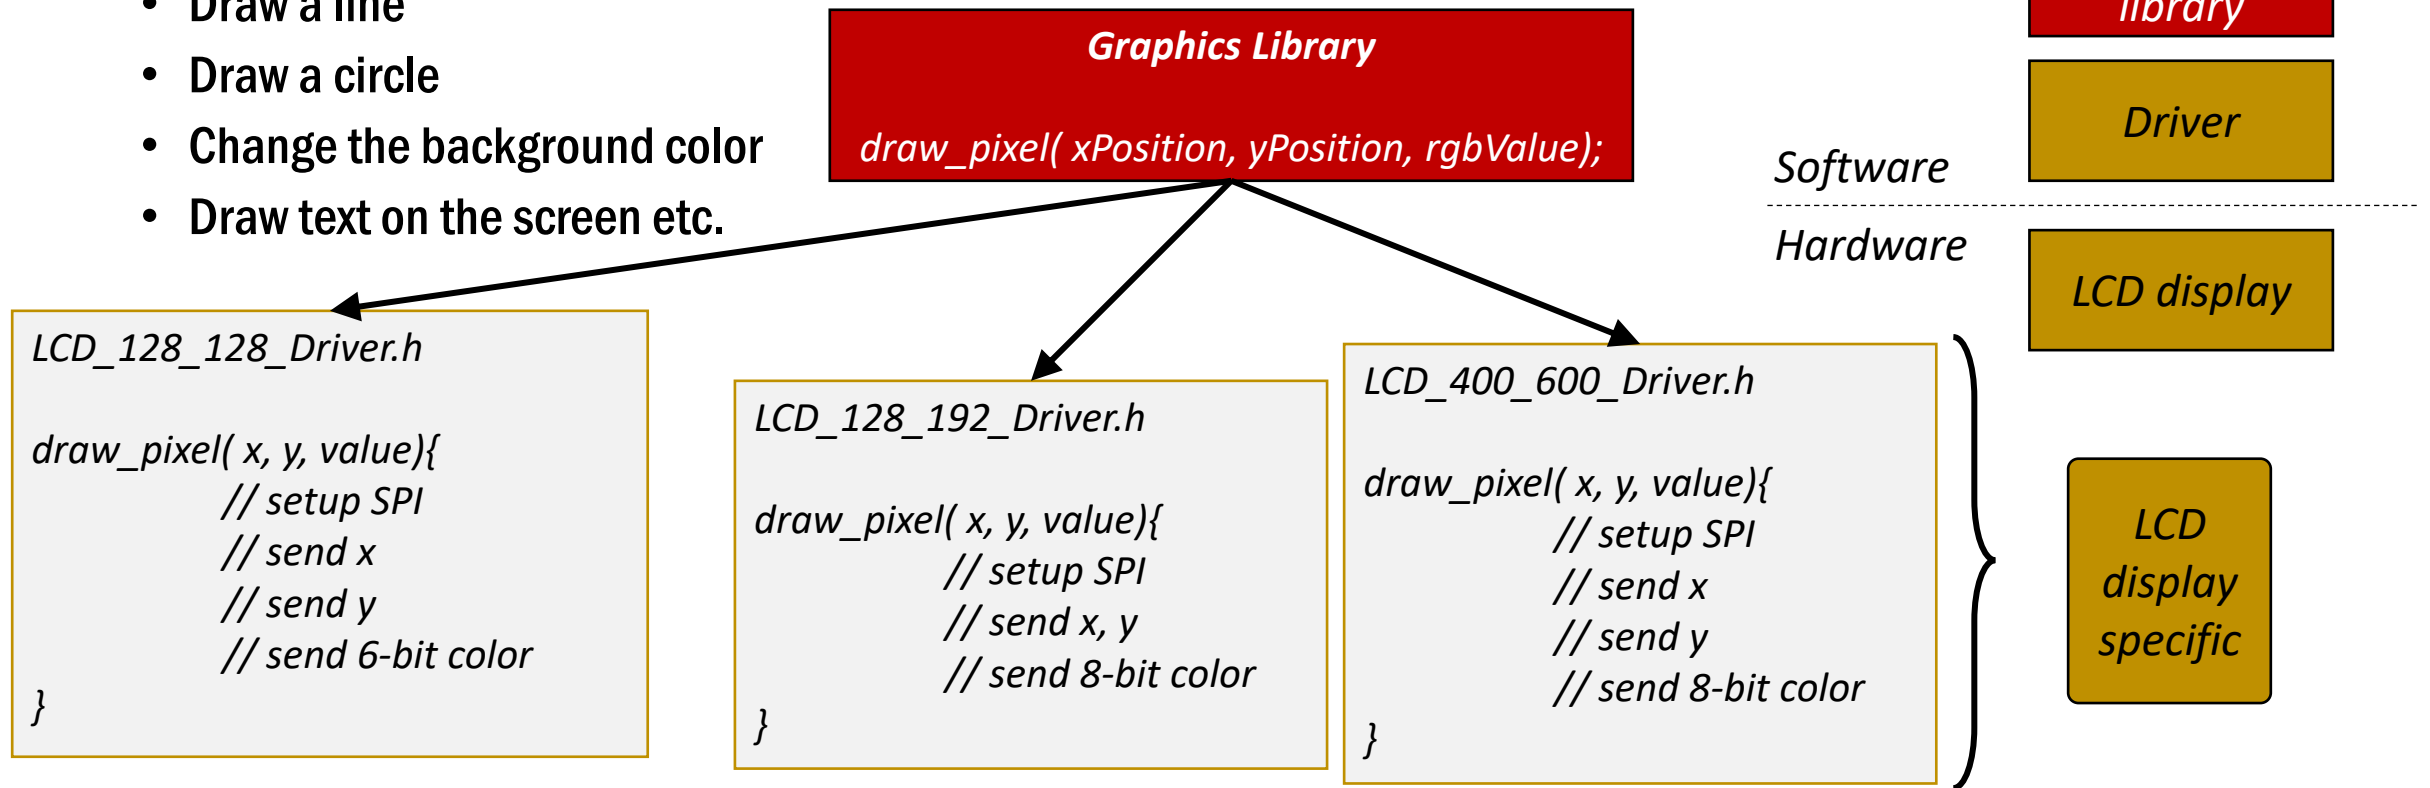 • Draw a line
• Draw a circle
• Change the background color
• Draw text on the screen etc.
Graphics Library
draw_pixel( xPosition, yPosition, rgbValue);
library
Driver
Software
Hardware
LCD display
LCD_128_128_Driver.h
draw_pixel( x, y, value){
// setup SPI
// send x
// send y
// send 6-bit color
}
LCD_128_192_Driver.h
draw_pixel( x, y, value){
// setup SPI
// send x, y
// send 8-bit color
}
LCD_400_600_Driver.h
draw_pixel( x, y, value){
// setup SPI
// send x
// send y
// send 8-bit color
}
LCD
display
specific